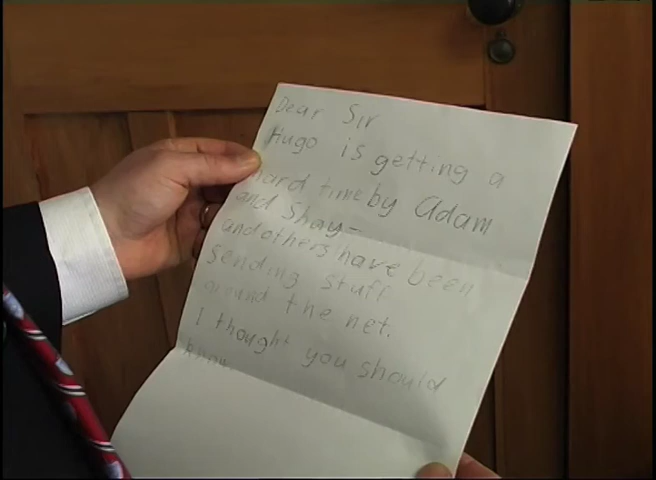 Dear Sir
Hugo is getting a
hard time by Adam
and Shay-
and others have been
sending stuff
around the net.
I thought you should
know.